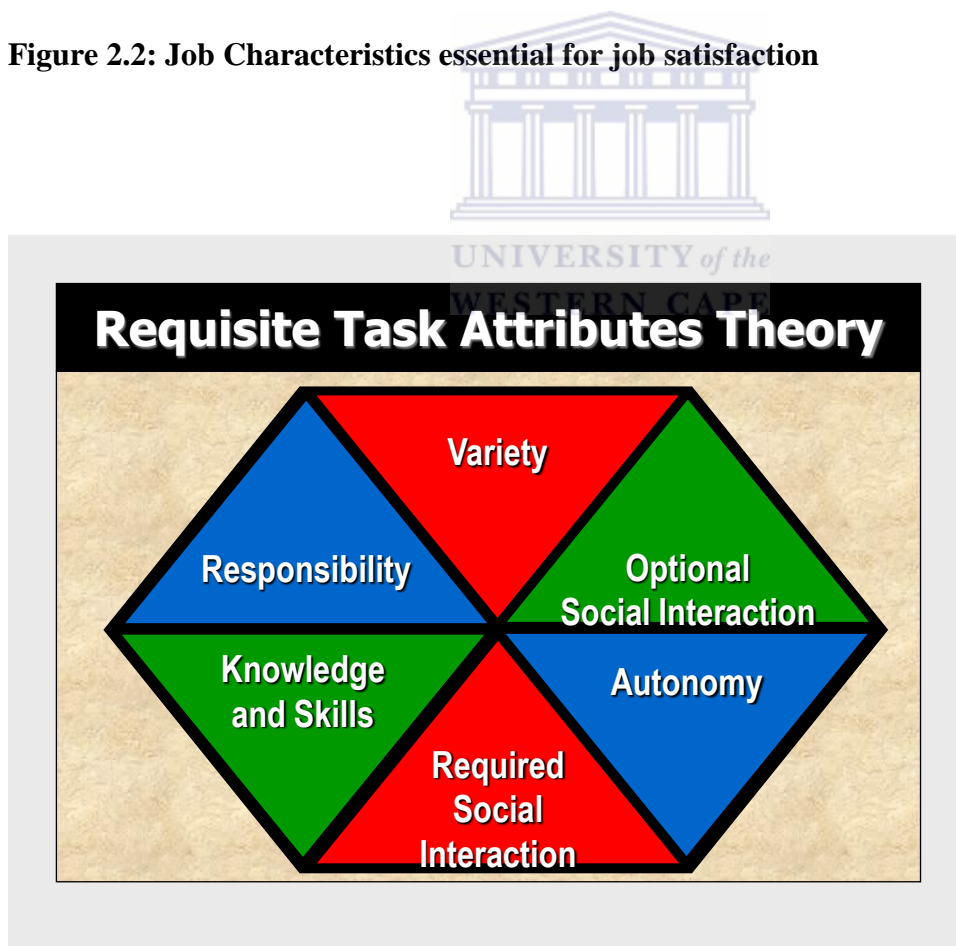 Figure 2.2: Job Characteristics essential for job satisfaction
UNIVERSITY of the
WESTERN CAPE
Requisite Task Attributes Theory
Variety
Responsibility
Optional
Social Interaction
Knowledge
and Skills
Autonomy
Required
Social
Interaction